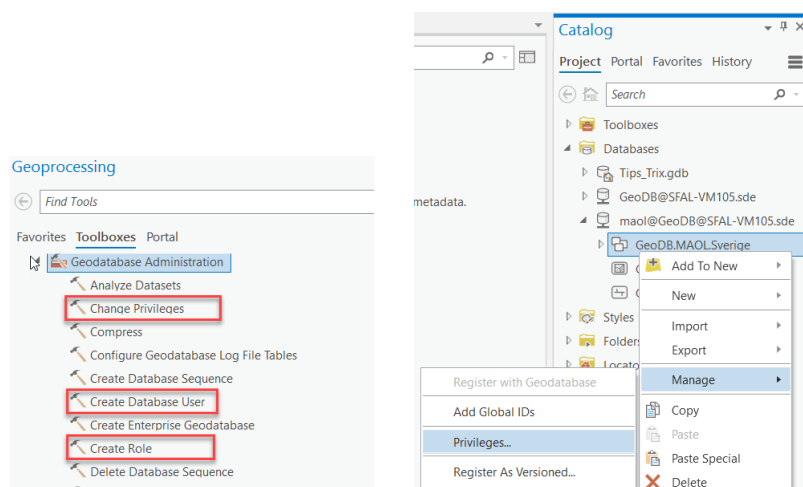 Geoprocessing
Find Tools
Favorites Toolboxes Portal
Geodatabase Administration
Analyze Datasets
Change Privileges
Compress
Configure Geodatabase Log File Tables
Create Database Sequence
Create Database User
Create Enterprise Geodatabase
Create Role
Delete Database Sequence
metadata.
Catalog
Project Portal Favorites History
Search
Toolboxes
Databases
Tips_Trix.gdb
GeoDB@SFAL-VM105.sde
maol@GeoDB@SFAL-VM105.sde
GeoDB.MAOL.Sverige
Styles
Folders
Locato
Add To New
New
Import
Export
Manage
Copy
Paste
Paste Special
Delete
Register with Geodatabase
Add Global IDs
Privileges...
Register As Versioned...